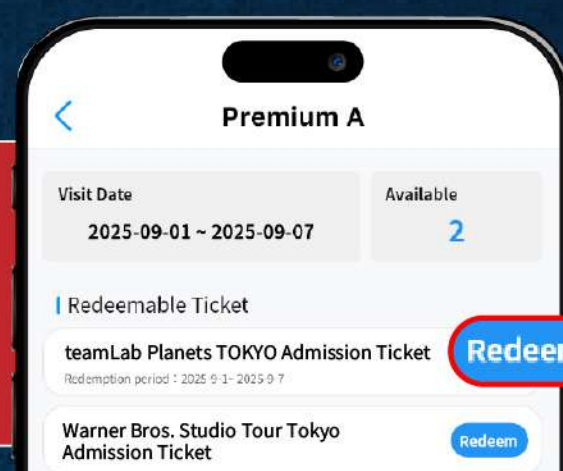 Premium A
Visit Date
Available
2025-09-01 ~ 2025-09-07
2
Redeemable Ticket
teamLab Planets TOKYO Admission Ticket
Redeem
Redemption period : 2025-9-1~2025-9-7
Warner Bros. Studio Tour Tokyo
Admission Ticket
Redeem